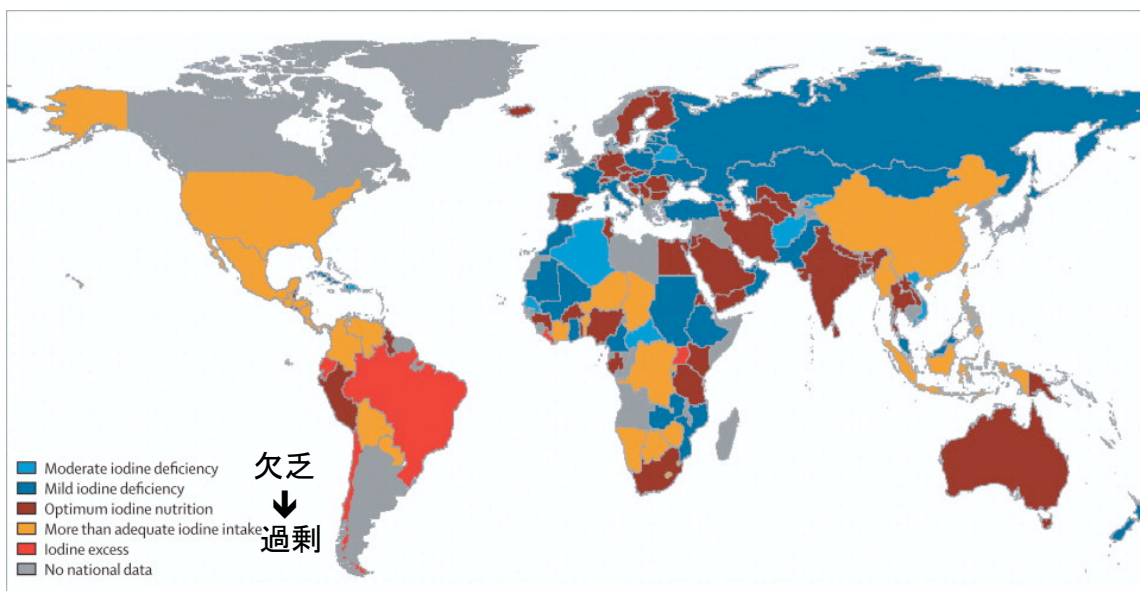 Moderate iodine deficiency
Mild iodine deficiency
Optimum iodine nutrition
More than adequate iodine intake
Iodine excess
No national data
欠乏
↓
過剰